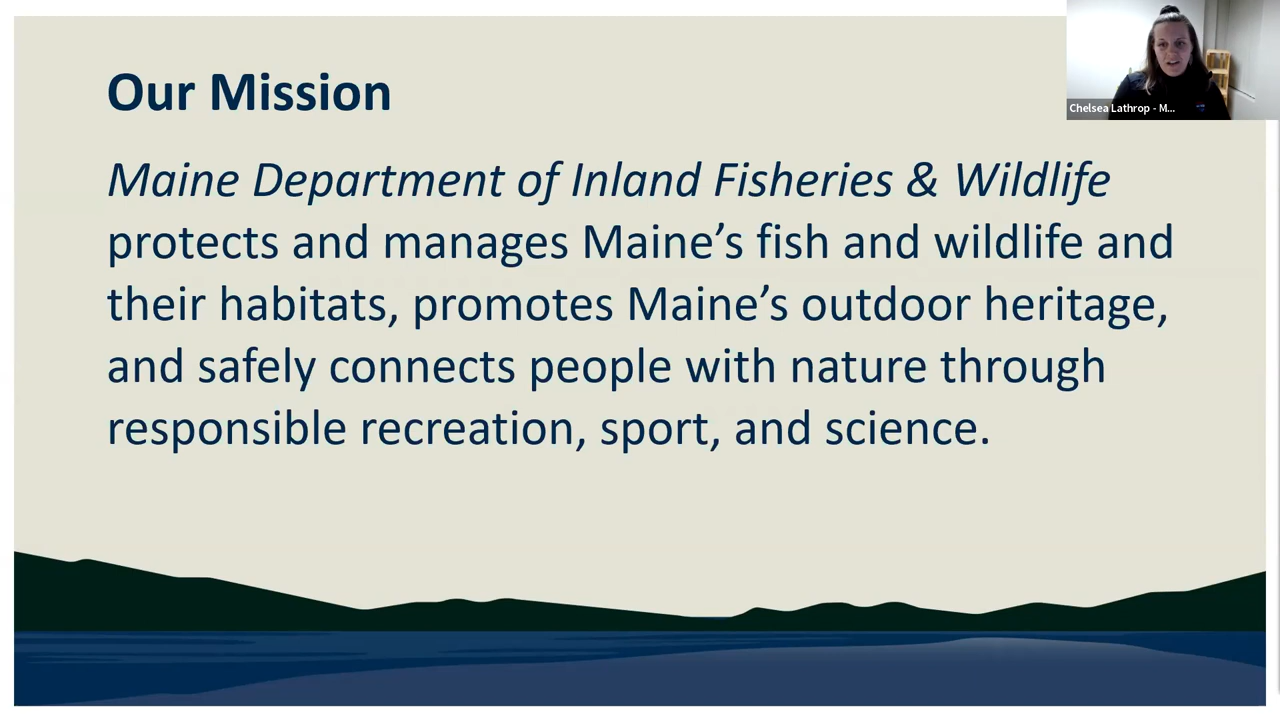 Our Mission
Maine Department of Inland Fisheries & Wildlife
protects and manages Maine’s fish and wildlife and
their habitats, promotes Maine’s outdoor heritage,
and safely connects people with nature through
responsible recreation, sport, and science.
Chelsea Lathrop - M...